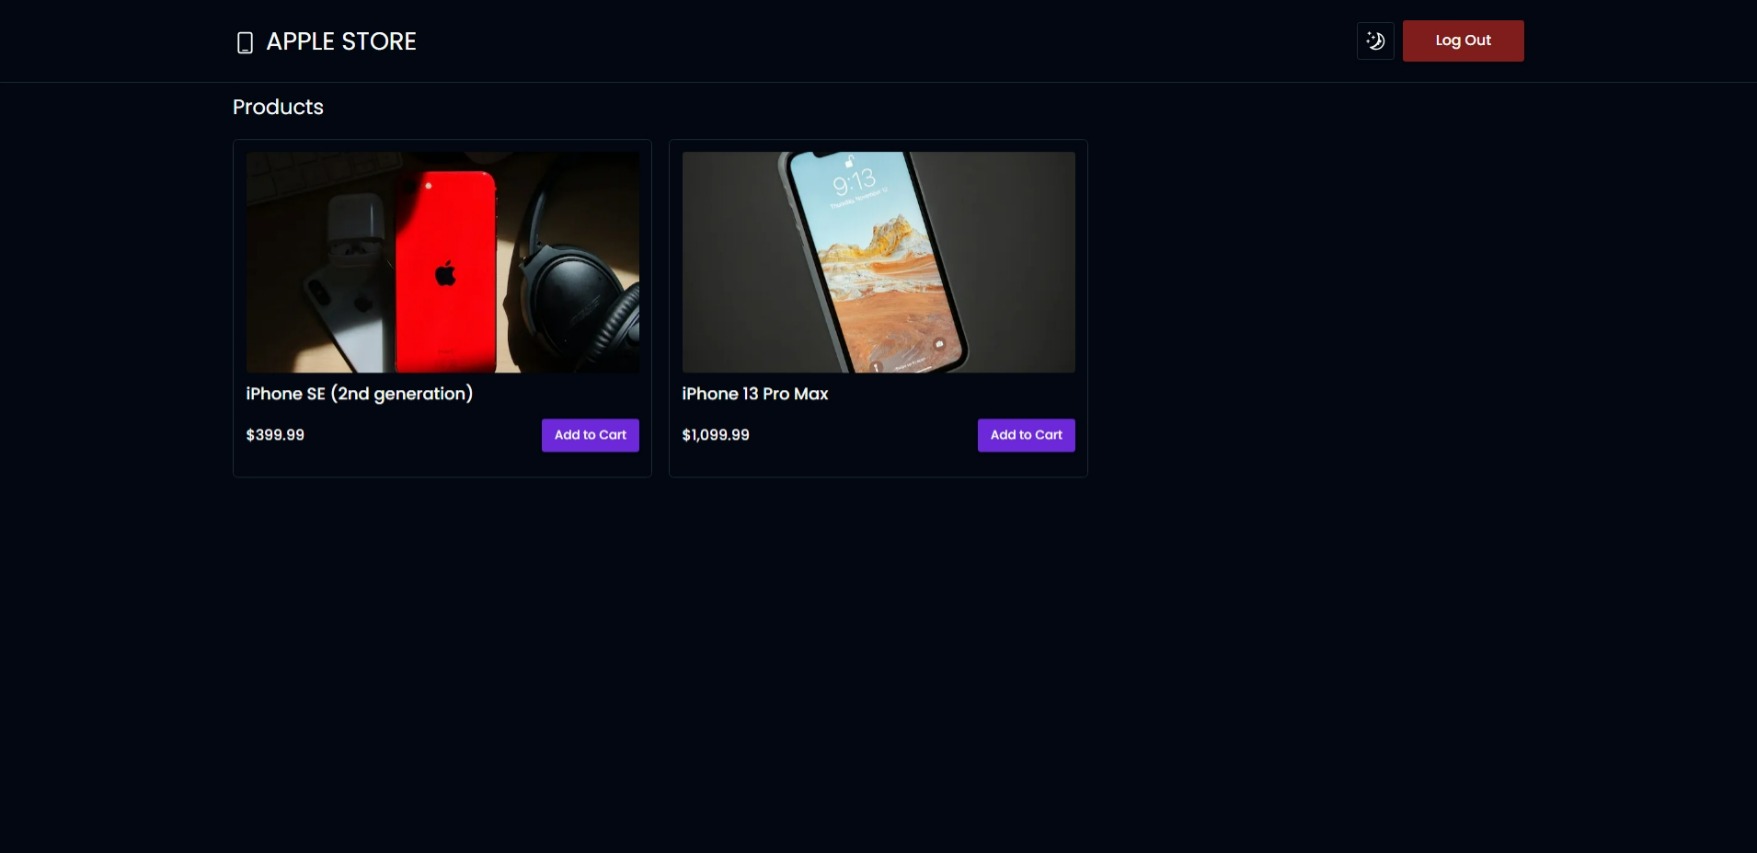 APPLE STORE
Log Out
Products
9:13
iPhone SE (2nd generation)
$399.99
Add to Cart
iPhone 13 Pro Max
$1,099.99
Add to Cart